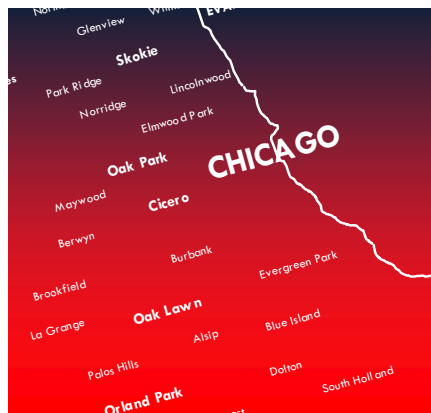 Glenview
Skokie
Park Ridge
Lincolnwood
Norridge
Elmwood Park
CHICAGO
Oak Park
Maywood
Cicero
Berwyn
Burbank
Evergreen Park
Brookfield
Oak Lawn
La Grange
Blue Island
Alsip
Palos Hills
Dolton
South Holland
Orland Park